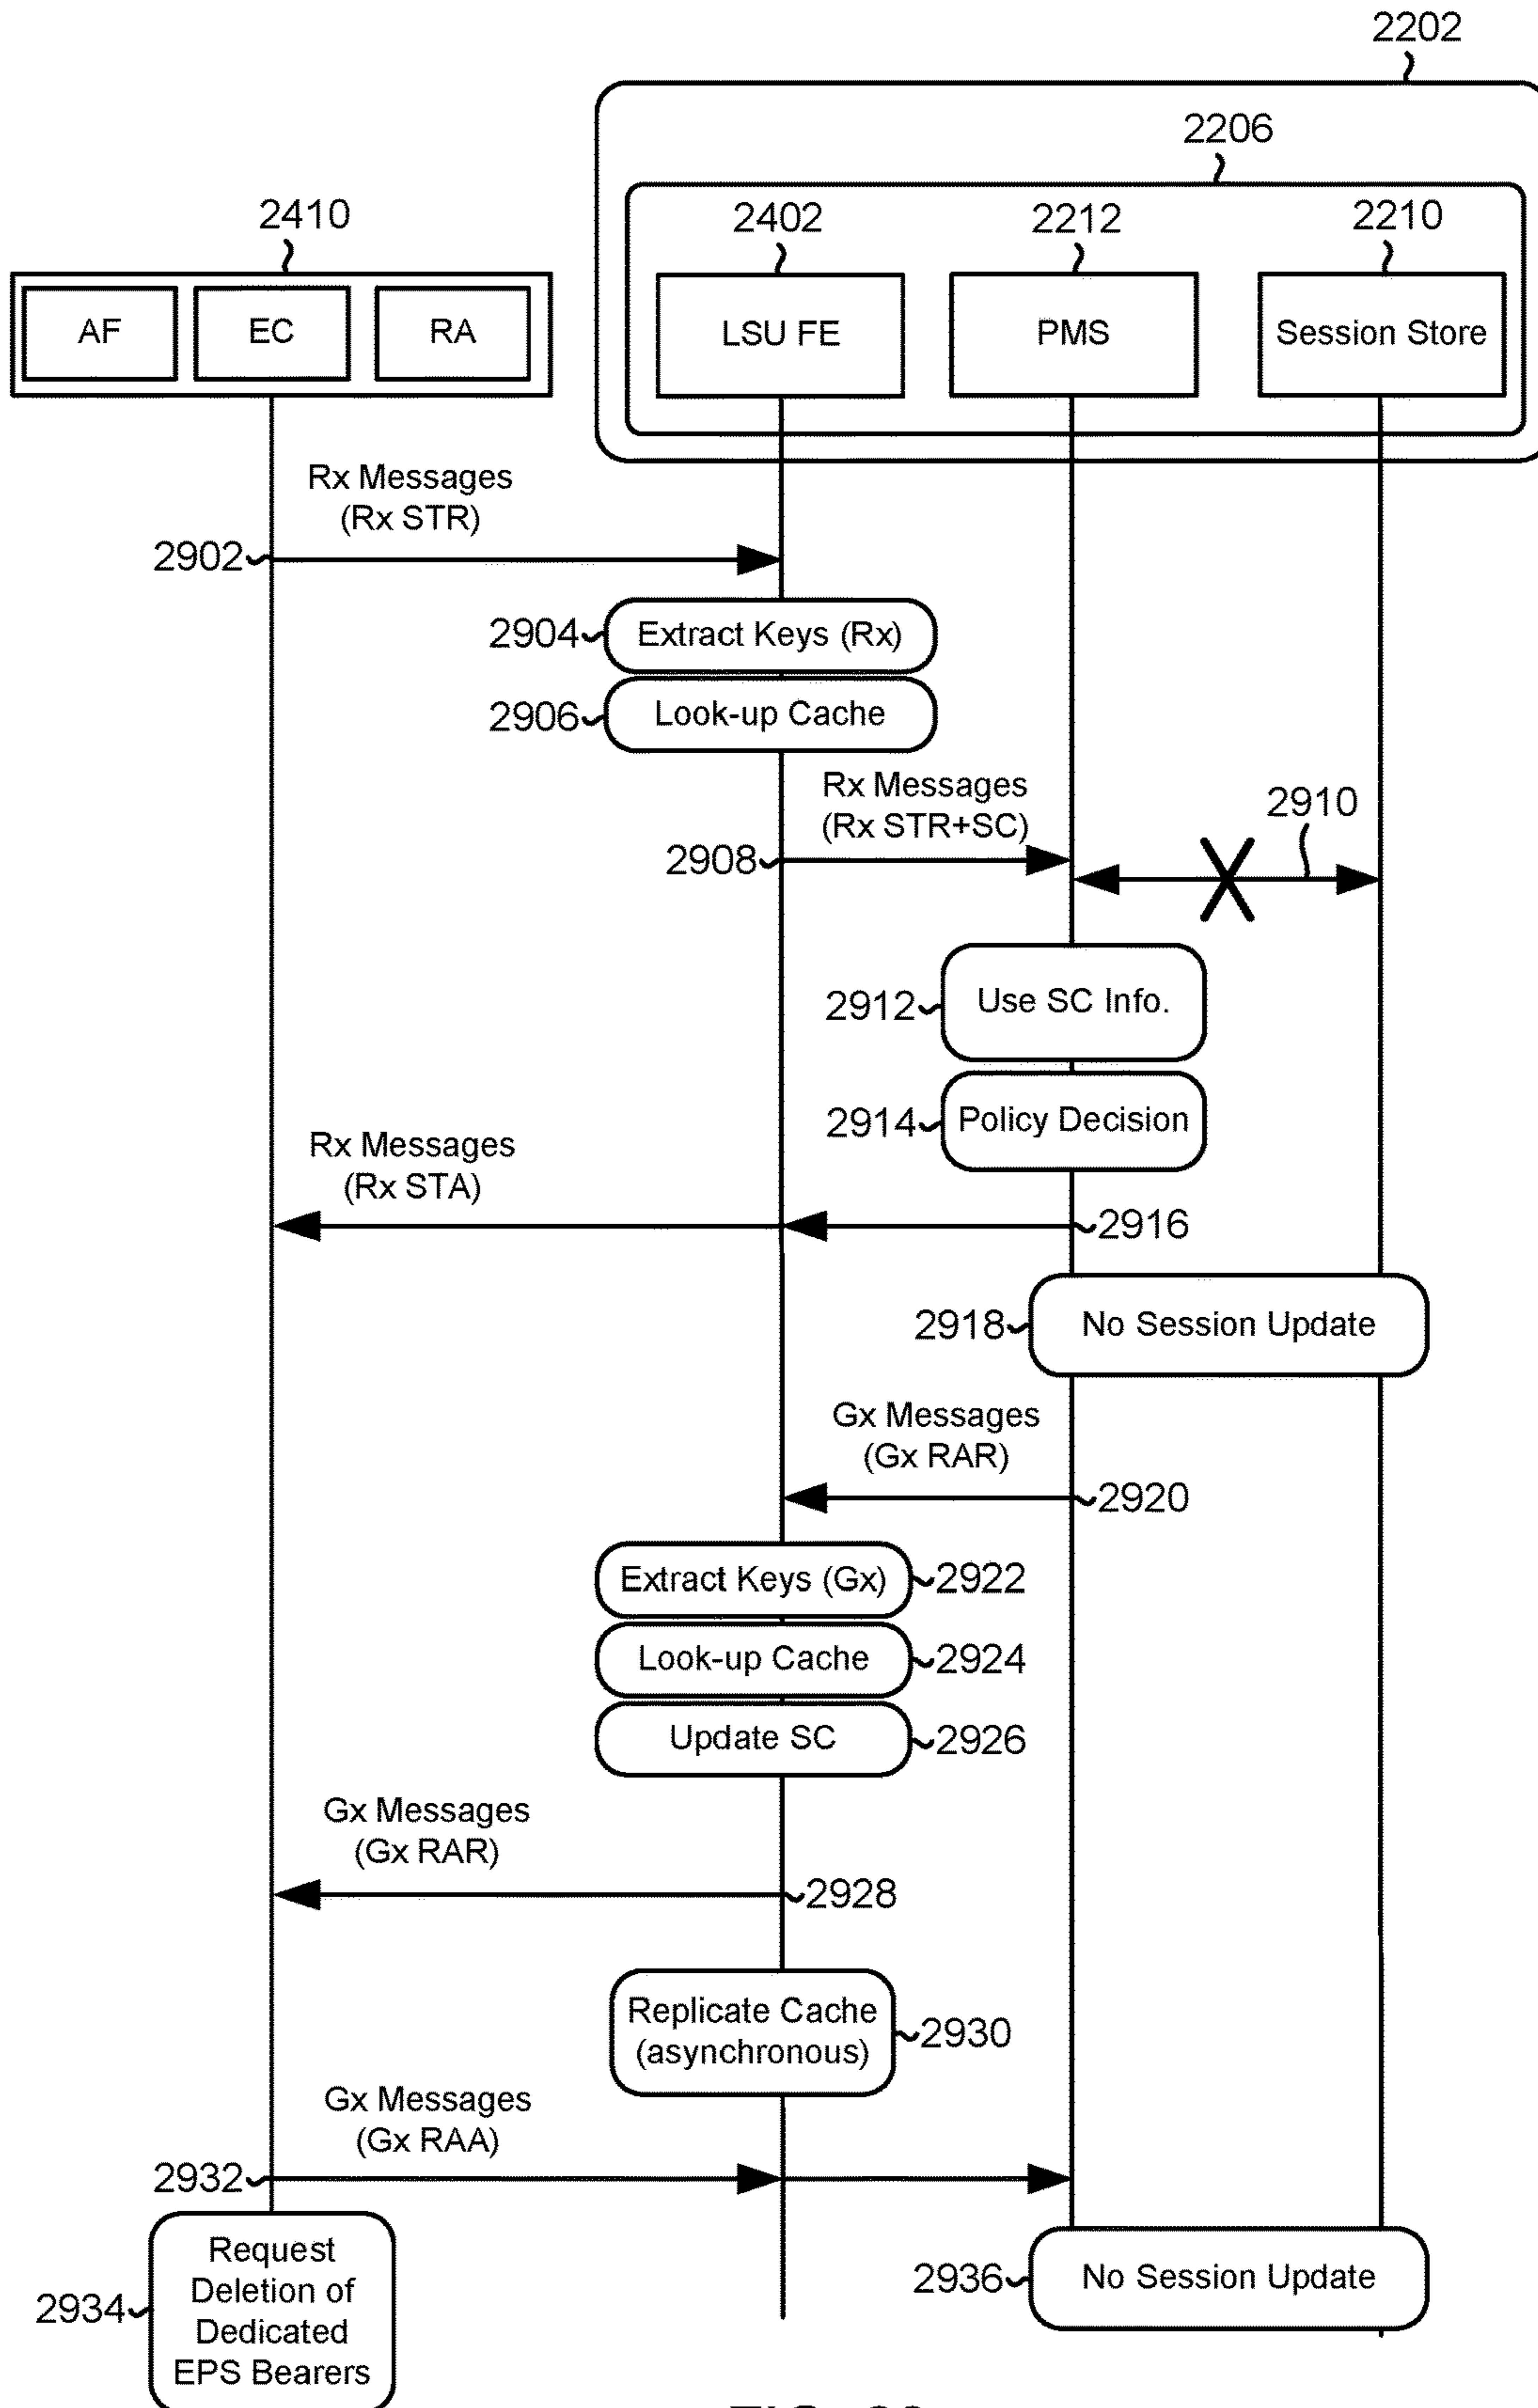 2202
2206
2410
2402
2212
2210
AF
EC
RA
LSU FE
PMS
Session Store
Rx Messages
(Rx STR)
2902
2904
Extract Keys (Rx)
2906
Look-up Cache
Rx Messages
(Rx STR+SC)
2908
2910
2912
Use SC Info.
2914
Policy Decision
Rx Messages
(Rx STA)
2916
2918
No Session Update
Gx Messages
(Gx RAR)
2920
Extract Keys (Gx)
2922
Look-up Cache
2924
Update SC
2926
Gx Messages
(Gx RAR)
2928
Replicate Cache
(asynchronous)
2930
Gx Messages
(Gx RAA)
2932
2934
Request
Deletion of
Dedicated
EPS Bearers
2936
No Session Update